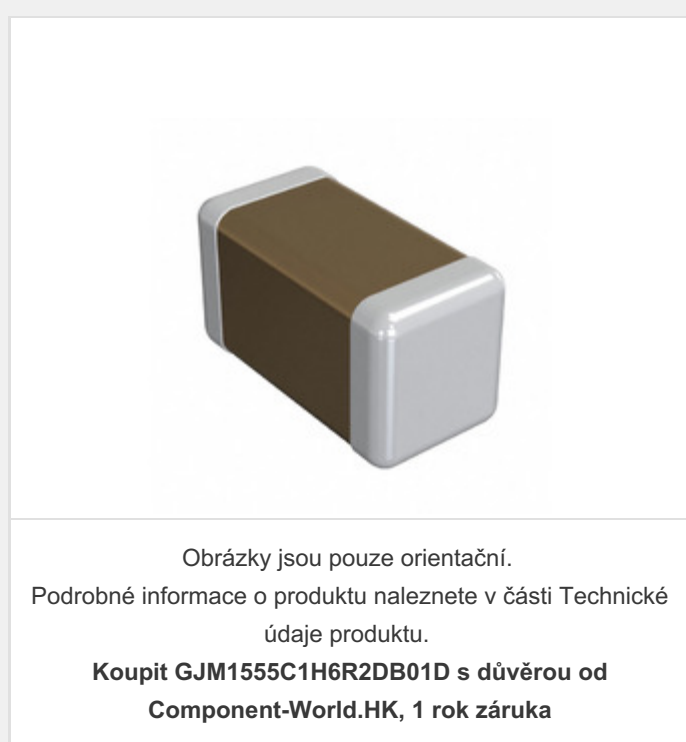 Obrázky jsou pouze orientační.
Podrobné informace o produktu naleznete v části Technické
údaje produktu.
Koupit GJM1555C1H6R2DB01D s důvěrou od
Component-World.HK, 1 rok záruka